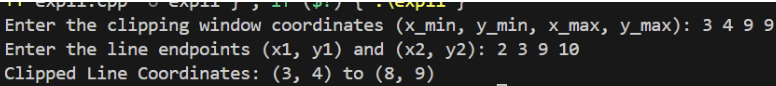 Enter the clipping window coordinates (x_min, y_min, x_max, y_max): 3 4 9 9
Enter the line endpoints (x1, y1) and (x2, y2): 2 3 9 10
Clipped Line Coordinates: (3, 4) to (8, 9)